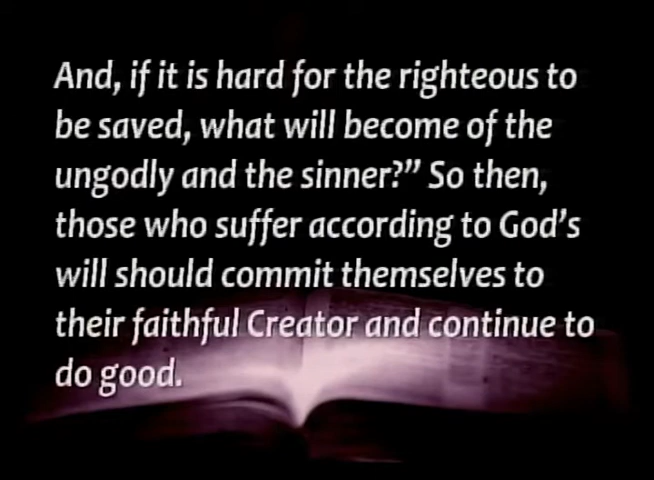 And, if it is hard for the righteous to
be saved, what will become of the
ungodly and the sinner?” So then,
those who suffer according to God’s
will should commit themselves to
their faithful Creator and continue to
do good.